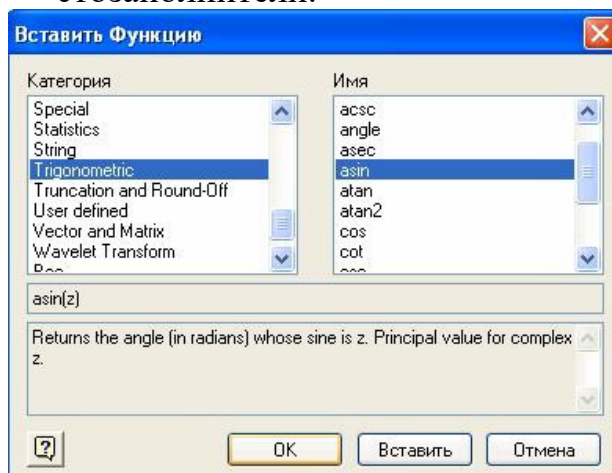 Вставить Функцию
Категория
Имя
Special
Statistics
String
Trigonometric
Truncation and Round-Off
User defined
Vector and Matrix
Wavelet Transform
acsc
angle
asec
asin
atan
atan2
cos
cot
asin(z)
Returns the angle (in radians) whose sine is z. Principal value for complex
z.
OK
Вставить
Отмена